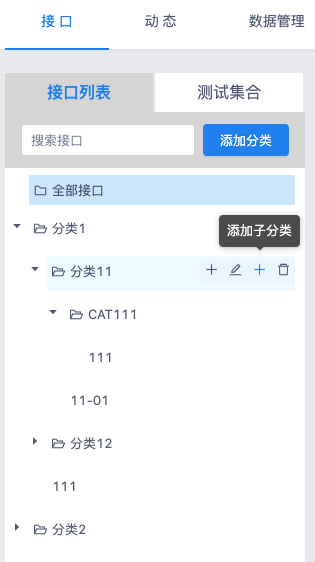 接 口 动 态 数据管理
接口列表 测试集合
搜索接口 添加分类
全部接口
分类1
添加子分类
分类11
CAT111
111
11-01
分类12
111
分类2